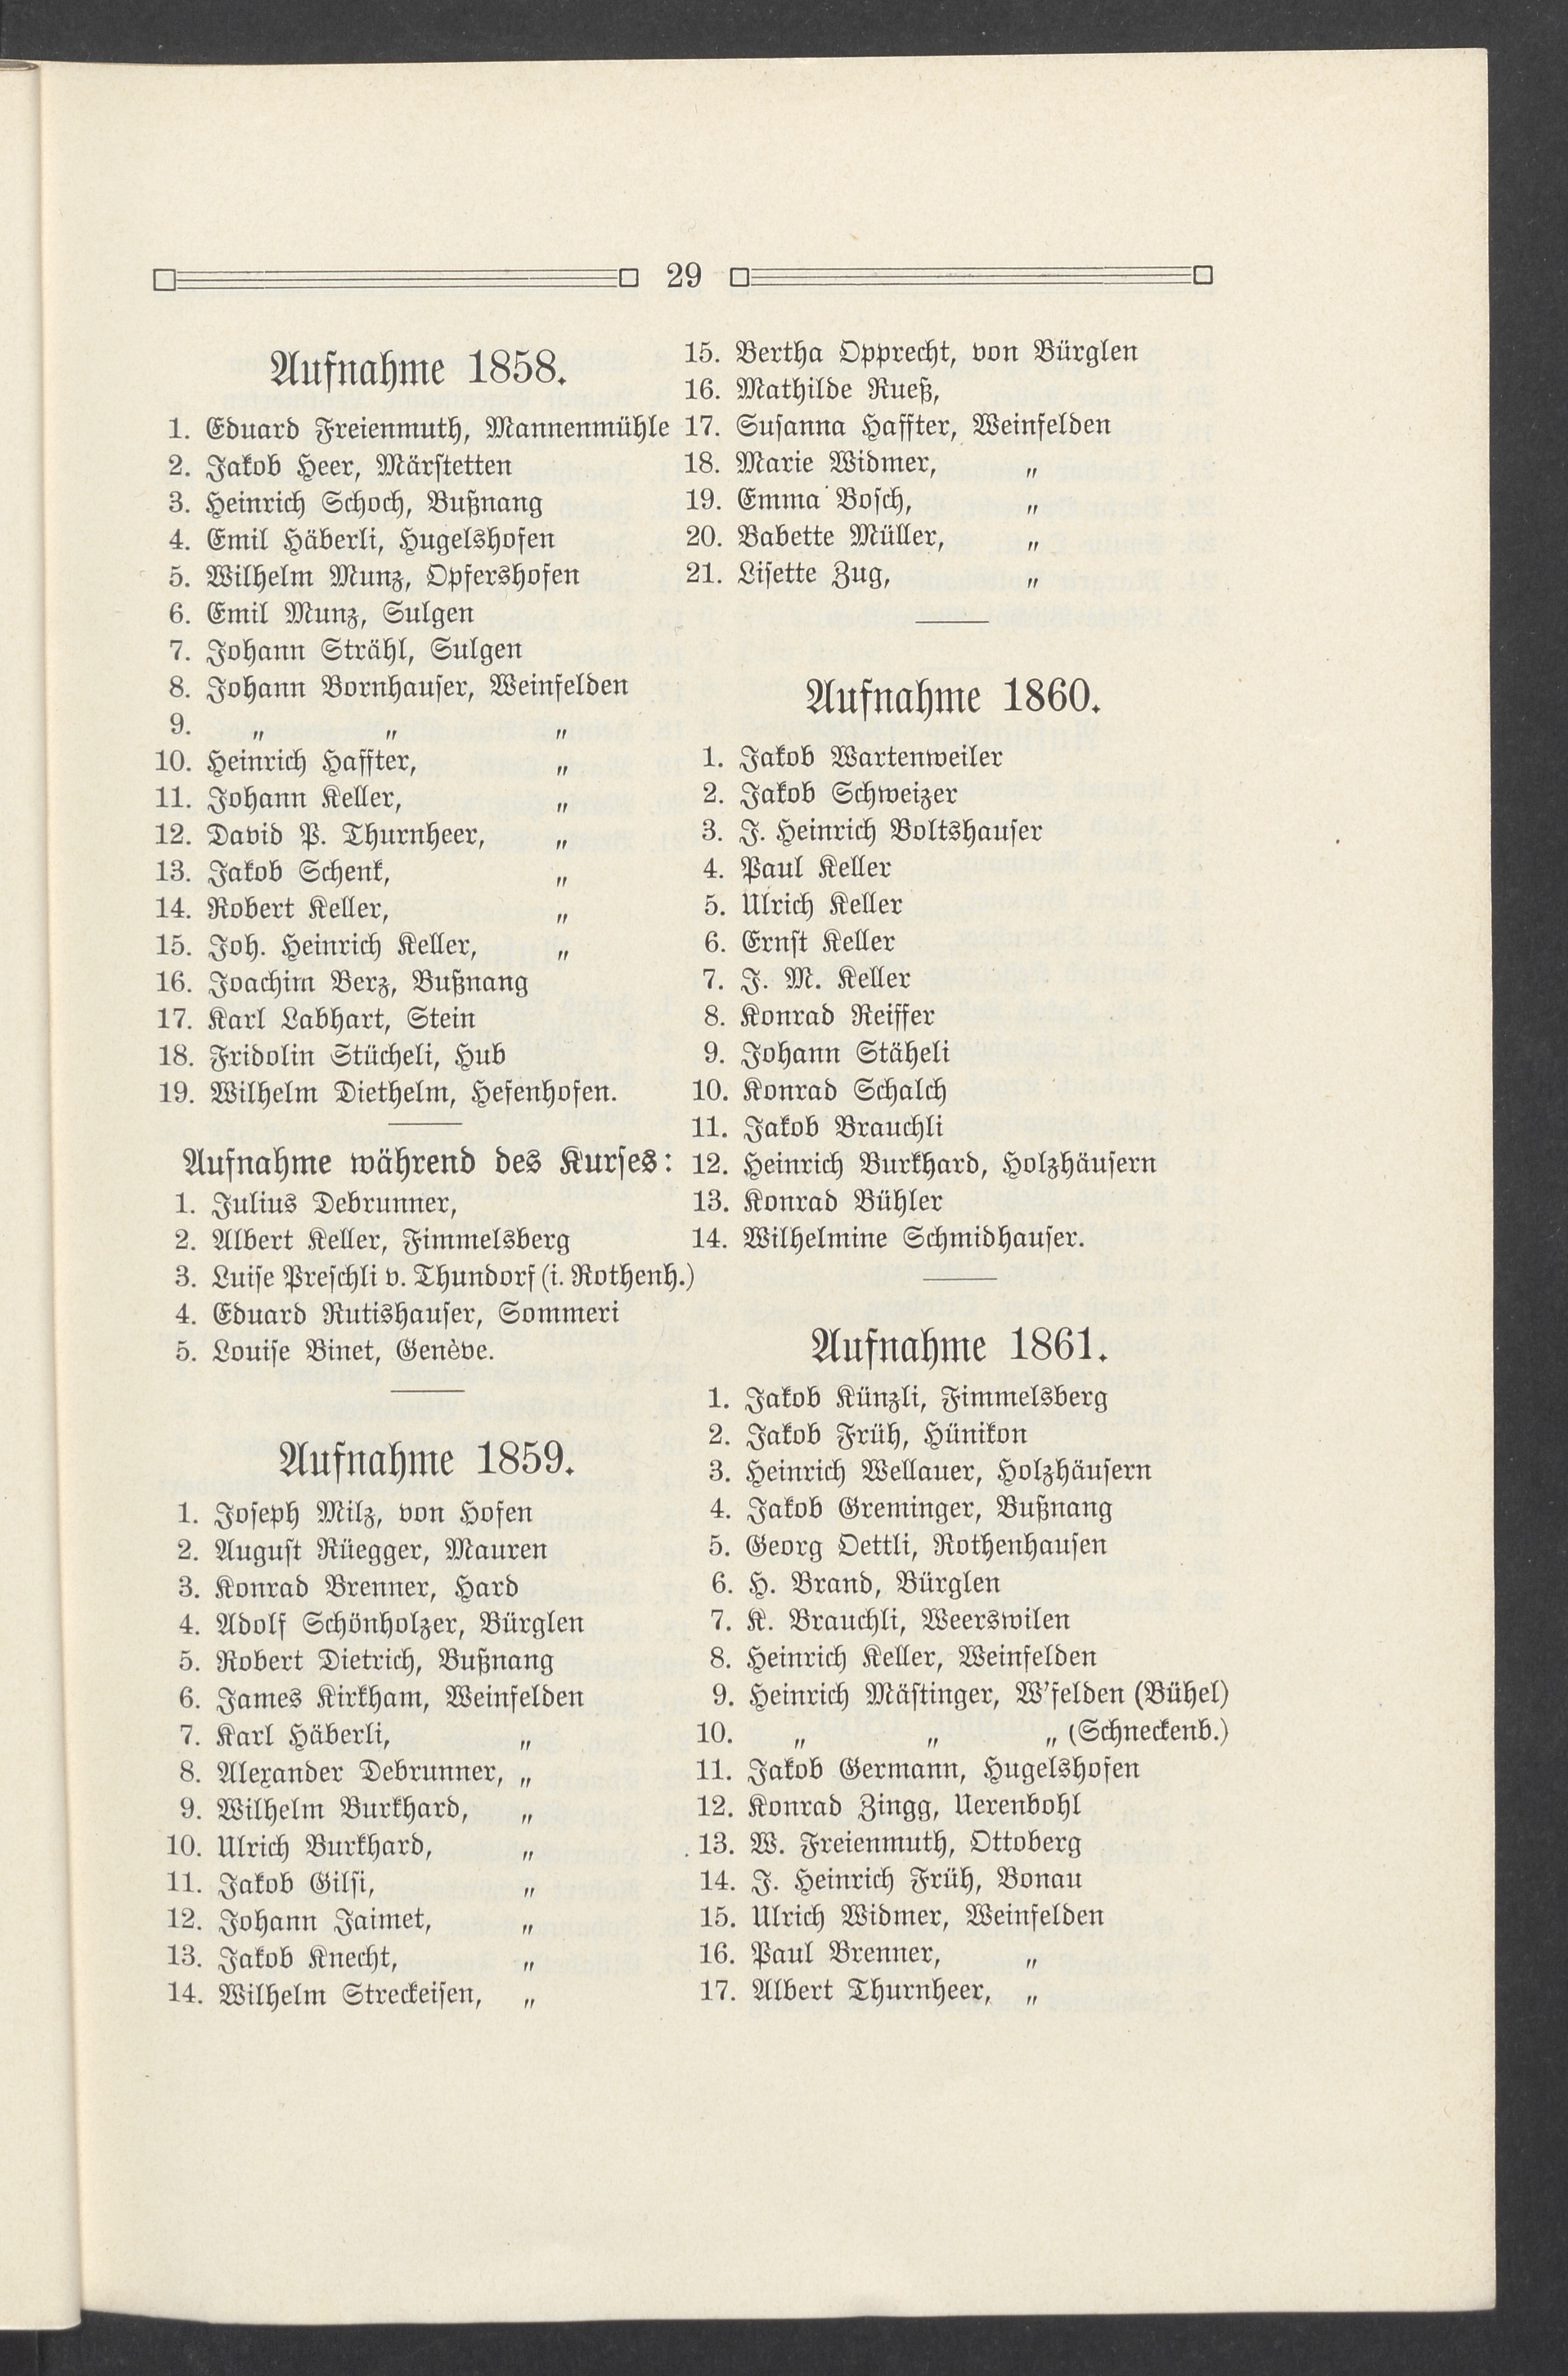 29
Aufnahme 1858.
1. Eduard Freienmuth, Mannenmühle
2. Jakob Heer, Märstetten
3. Heinrich Schoch, Bußnang
4. Emil Häberli, Hugelshofen
5. Wilhelm Munz, Opfershofen
6. Emil Munz, Sulgen
7. Johann Strähl, Sulgen
8. Johann Bornhauser, Weinfelden
9. „ „ „
10. Heinrich Haffter, „
11. Johann Keller, „
12. David P. Thurnheer, „
13. Jakob Schenk, „
14. Robert Keller, „
15. Joh. Heinrich Keller, „
16. Joachim Berz, Bußnang
17. Karl Labhart, Stein
18. Fridolin Stücheli, Hub
19. Wilhelm Diethelm, Hefenhofen.
Aufnahme während des Kurses:
1. Julius Debrunner,
2. Albert Keller, Fimmelsberg
3. Luise Preschli v. Thundorf (i. Rothenh.)
4. Eduard Rutishauser, Sommeri
5. Louise Binet, Genève.
Aufnahme 1859.
1. Joseph Milz, von Hofen
2. August Rüegger, Mauren
3. Konrad Brenner, Hard
4. Adolf Schönholzer, Bürglen
5. Robert Dietrich, Bußnang
6. James Kirkham, Weinfelden
7. Karl Häberli, „
8. Alexander Debrunner, „
9. Wilhelm Burkhard, „
10. Ulrich Burkhard, „
11. Jakob Gilsi, „
12. Johann Jaimet, „
13. Jakob Knecht, „
14. Wilhelm Streckeisen, „
15. Bertha Opprecht, von Bürglen
16. Mathilde Rueß,
17. Susanna Haffter, Weinfelden
18. Marie Widmer, „
19. Emma Bosch, „
20. Babette Müller, „
21. Lisette Zug, „
Aufnahme 1860.
1. Jakob Wartenweiler
2. Jakob Schweizer
3. J. Heinrich Boltshauser
4. Paul Keller
5. Ulrich Keller
6. Ernst Keller
7. J. M. Keller
8. Konrad Reiffer
9. Johann Stäheli
10. Konrad Schalch
11. Jakob Brauchli
12. Heinrich Burkhard, Holzhäusern
13. Konrad Bühler
14. Wilhelmine Schmidhauser.
Aufnahme 1861.
1. Jakob Künzli, Fimmelsberg
2. Jakob Früh, Hünikon
3. Heinrich Wellauer, Holzhäusern
4. Jakob Greminger, Bußnang
5. Georg Oettli, Rothenhausen
6. H. Brand, Bürglen
7. K. Brauchli, Weerswilen
8. Heinrich Keller, Weinfelden
9. Heinrich Mästinger, W'felden (Bühel)
10. „ „ „ (Schneckenb.)
11. Jakob Germann, Hugelshofen
12. Konrad Zingg, Uerenbohl
13. W. Freienmuth, Ottoberg
14. J. Heinrich Früh, Bonau
15. Ulrich Widmer, Weinfelden
16. Paul Brenner, „
17. Albert Thurnheer, „